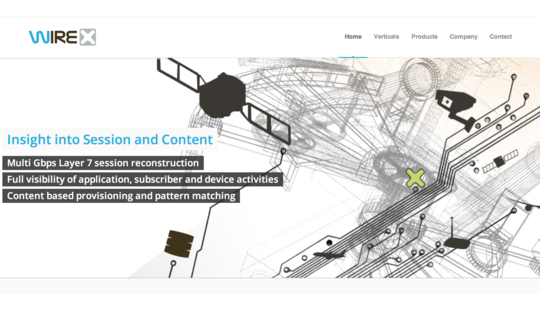 WIREX
Home Verticals Products Company Contact
Insight into Session and Content
Multi Gbps Layer 7 session reconstruction
Full visibility of application, subscriber and device activities
Content based provisioning and pattern matching